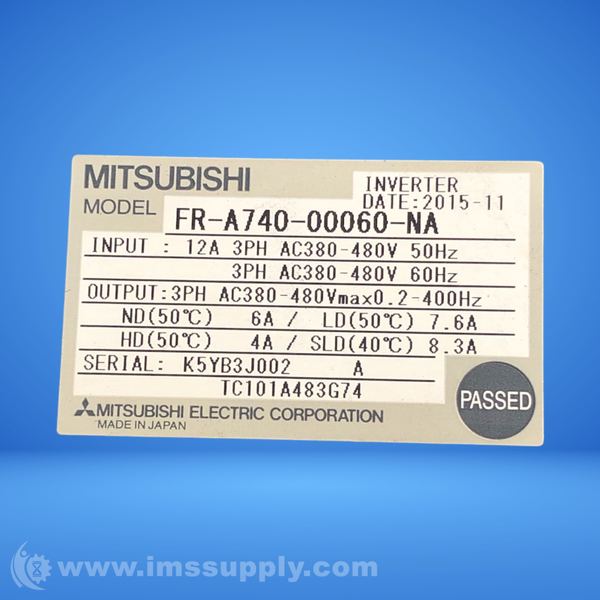 MITSUBISHI
INVERTER
DATE:2015-11
MODEL FR-A740-00060-NA
INPUT : 12A 3PH AC380-480V 50Hz
3PH AC380-480V 60Hz
OUTPUT:3PH AC380-480Vmax0.2-400Hz
ND(50℃) 6A / LD(50℃) 7.6A
HD(50℃) 4A / SLD(40℃) 8.3A
SERIAL: K5YB3J002 A
TC101A483G74
PASSED
MITSUBISHI ELECTRIC CORPORATION
MADE IN JAPAN
www.imssupply.com